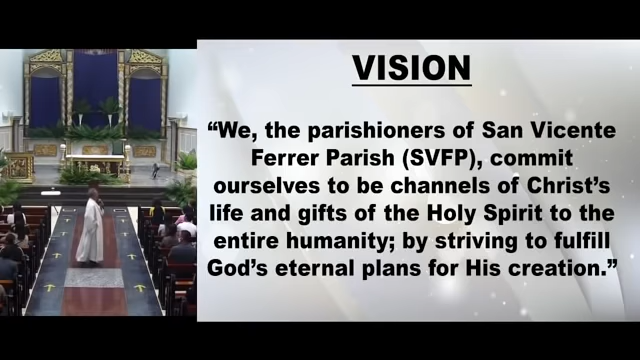 VISION
“We, the parishioners of San Vicente
Ferrer Parish (SVFP), commit
ourselves to be channels of Christ’s
life and gifts of the Holy Spirit to the
entire humanity; by striving to fulfill
God’s eternal plans for His creation.”